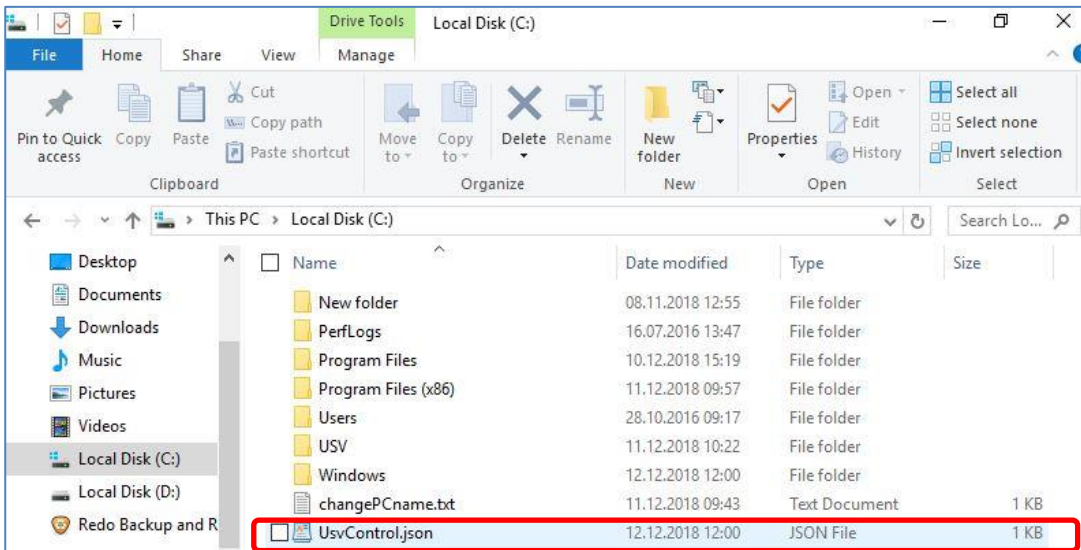 Drive Tools Local Disk (C:)
File Home Share View Manage
Pin to Quick access
Copy
Paste
Cut
Copy path
Paste shortcut
Move to
Copy to
Delete
Rename
New folder
Properties
Open
Edit
History
Select all
Select none
Invert selection
Clipboard Organize New Open Select
This PC > Local Disk (C:) Search Lo...
Desktop
Documents
Downloads
Music
Pictures
Videos
Local Disk (C:)
Local Disk (D:)
Redo Backup and R
Name Date modified Type Size
New folder 08.11.2018 12:55 File folder
PerfLogs 16.07.2016 13:47 File folder
Program Files 10.12.2018 15:19 File folder
Program Files (x86) 11.12.2018 09:57 File folder
Users 28.10.2016 09:17 File folder
USV 11.12.2018 10:22 File folder
Windows 12.12.2018 12:00 File folder
changePCname.txt 11.12.2018 09:43 Text Document 1 KB
UsvControl.json 12.12.2018 12:00 JSON File 1 KB